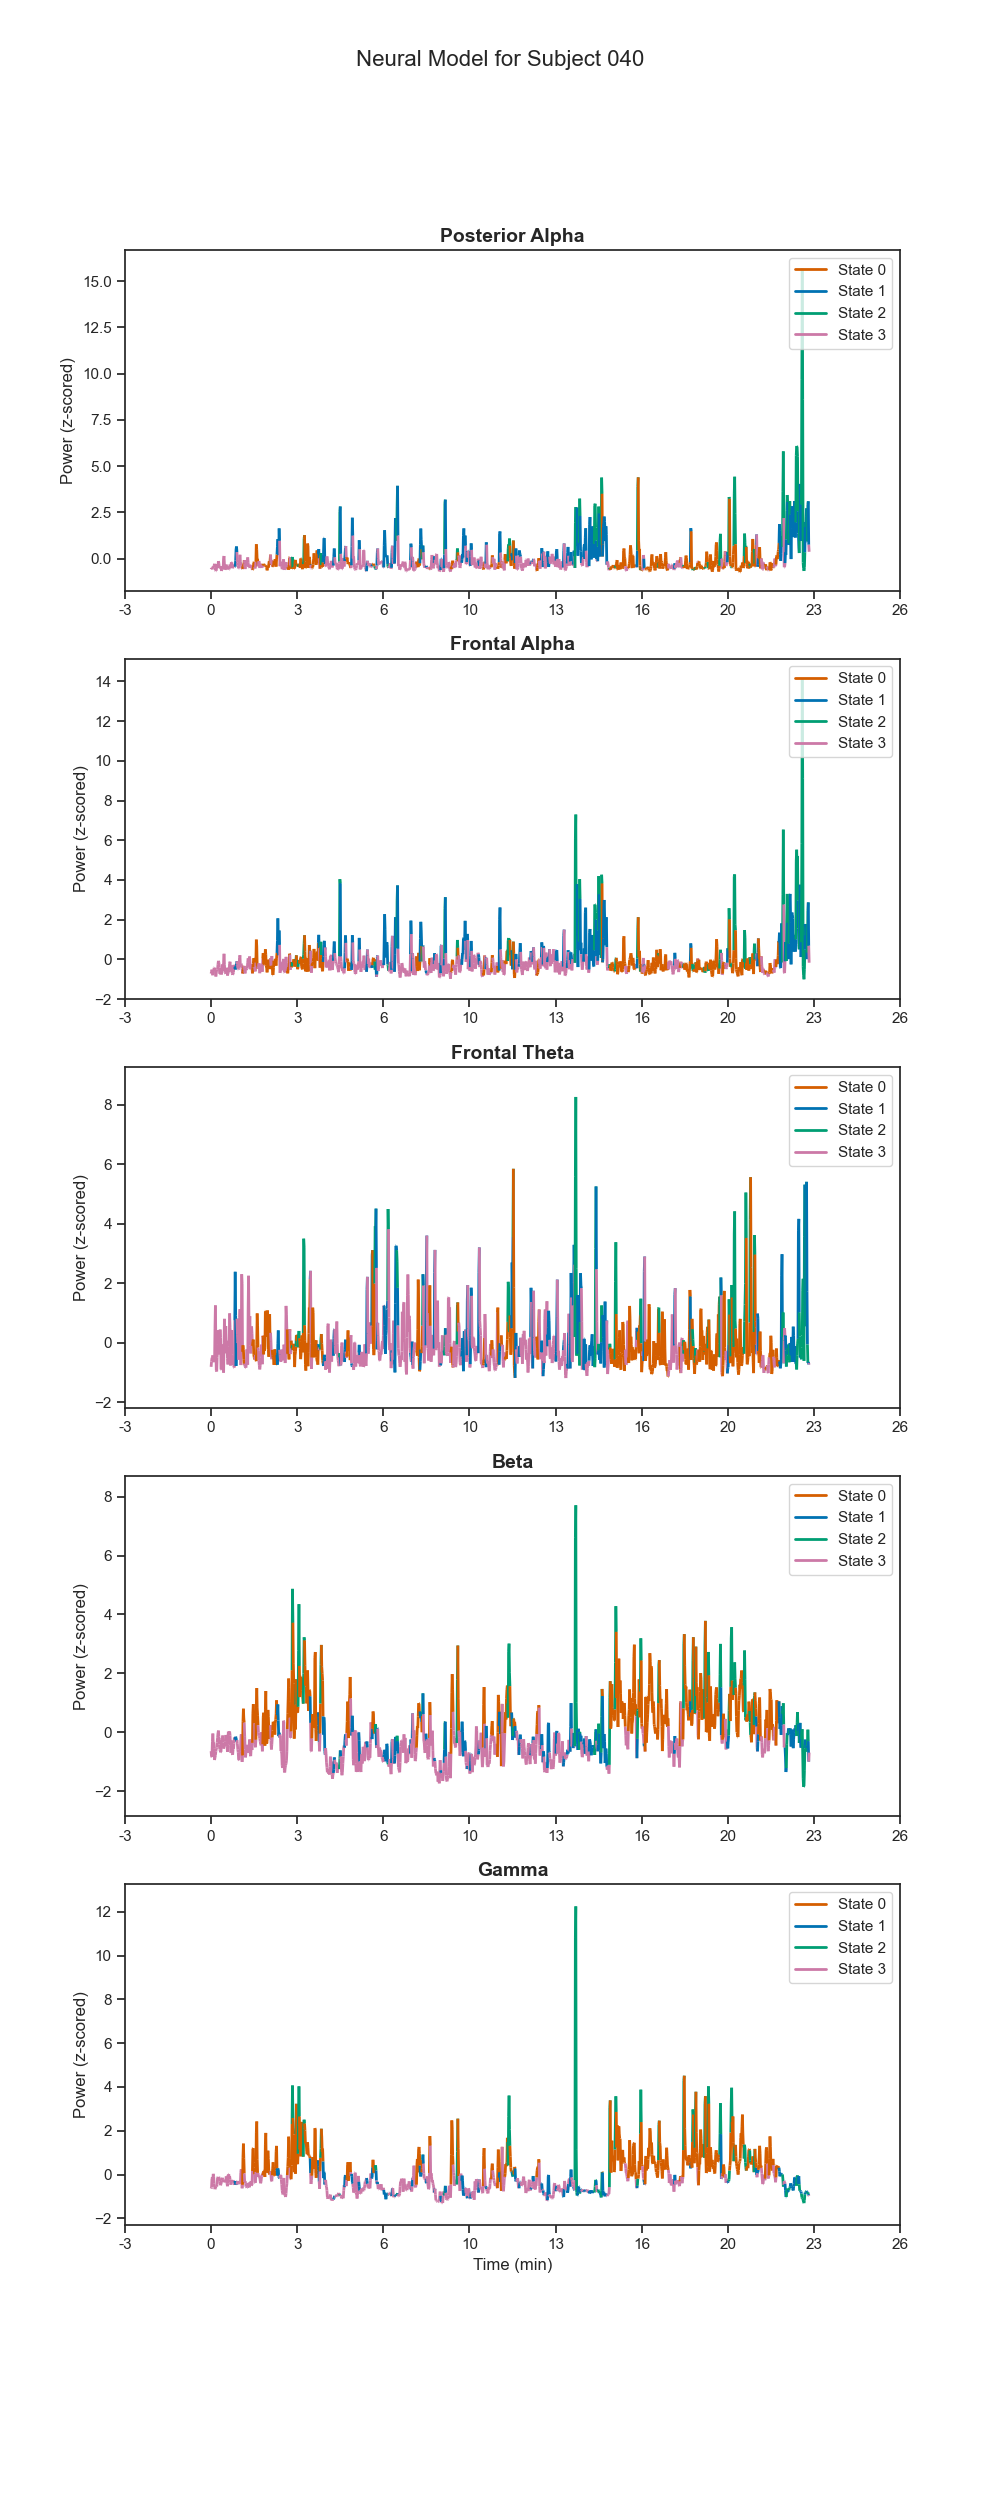 Neural Model for Subject 040
Posterior Alpha
Power (z-scored)
15.0
12.5
10.0
7.5
5.0
2.5
0.0
State 0
State 1
State 2
State 3
-3 0 3 6 10 13 16 20 23 26
Frontal Alpha
Power (z-scored)
14
12
10
8
6
4
2
0
−2
State 0
State 1
State 2
State 3
-3 0 3 6 10 13 16 20 23 26
Frontal Theta
Power (z-scored)
8
6
4
2
0
−2
State 0
State 1
State 2
State 3
-3 0 3 6 10 13 16 20 23 26
Beta
Power (z-scored)
8
6
4
2
0
−2
State 0
State 1
State 2
State 3
-3 0 3 6 10 13 16 20 23 26
Gamma
Power (z-scored)
12
10
8
6
4
2
0
−2
State 0
State 1
State 2
State 3
-3 0 3 6 10 13 16 20 23 26
Time (min)